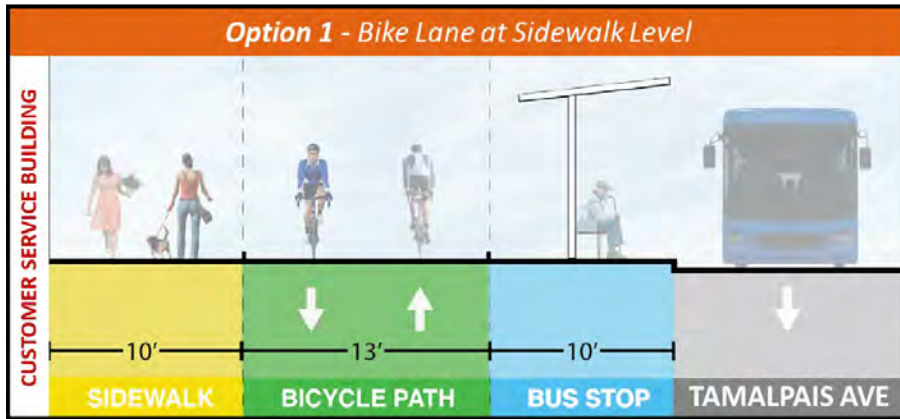 Option 1 - Bike Lane at Sidewalk Level
CUSTOMER SERVICE BUILDING
10’
13’
10’
SIDEWALK
BICYCLE PATH
BUS STOP
TAMALPAIS AVE